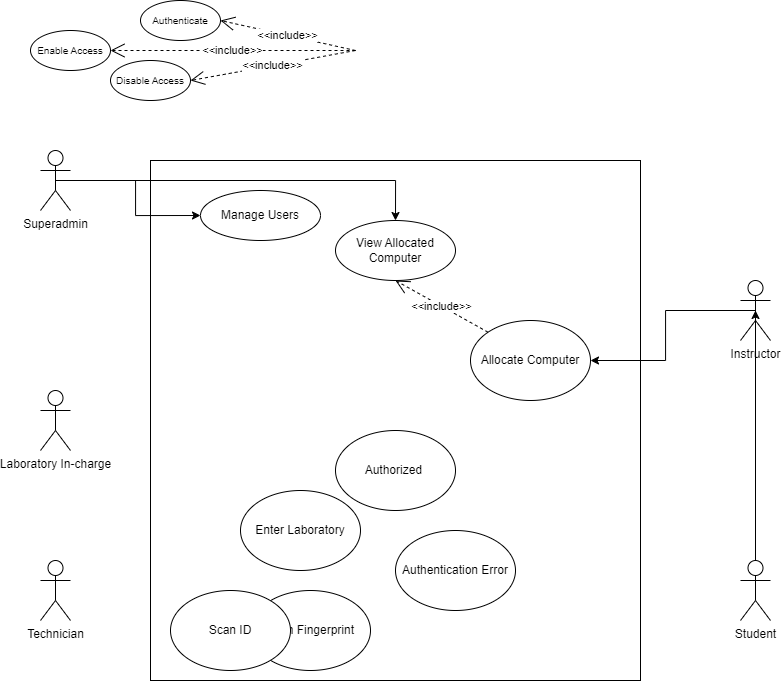 Authenticate
<<include>>
Enable Access
<<include>>
<<include>>
Disable Access
Superadmin
Manage Users
View Allocated
Computer
<<include>>
Instructor
Allocate Computer
Laboratory In-charge
Authorized
Enter Laboratory
Authentication Error
Technician
Scan ID
Fingerprint
Student